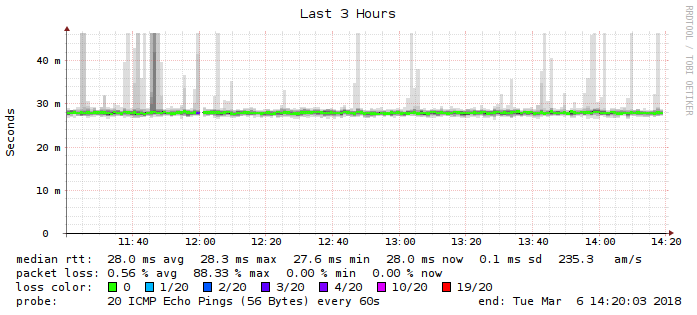 Last 3 Hours
RRDTOOL / TOBI OETIKER
Seconds
40 m
30 m
20 m
10 m
0
11:40 12:00 12:20 12:40 13:00 13:20 13:40 14:00 14:20
median rtt: 28.0 ms avg 28.3 ms max 27.6 ms min 28.0 ms now 0.1 ms sd 235.3 am/s
packet loss: 0.56 % avg 88.33 % max 0.00 % min 0.00 % now
loss color: 0 1/20 2/20 3/20 4/20 10/20 19/20
probe: 20 ICMP Echo Pings (56 Bytes) every 60s end: Tue Mar 6 14:20:03 2018